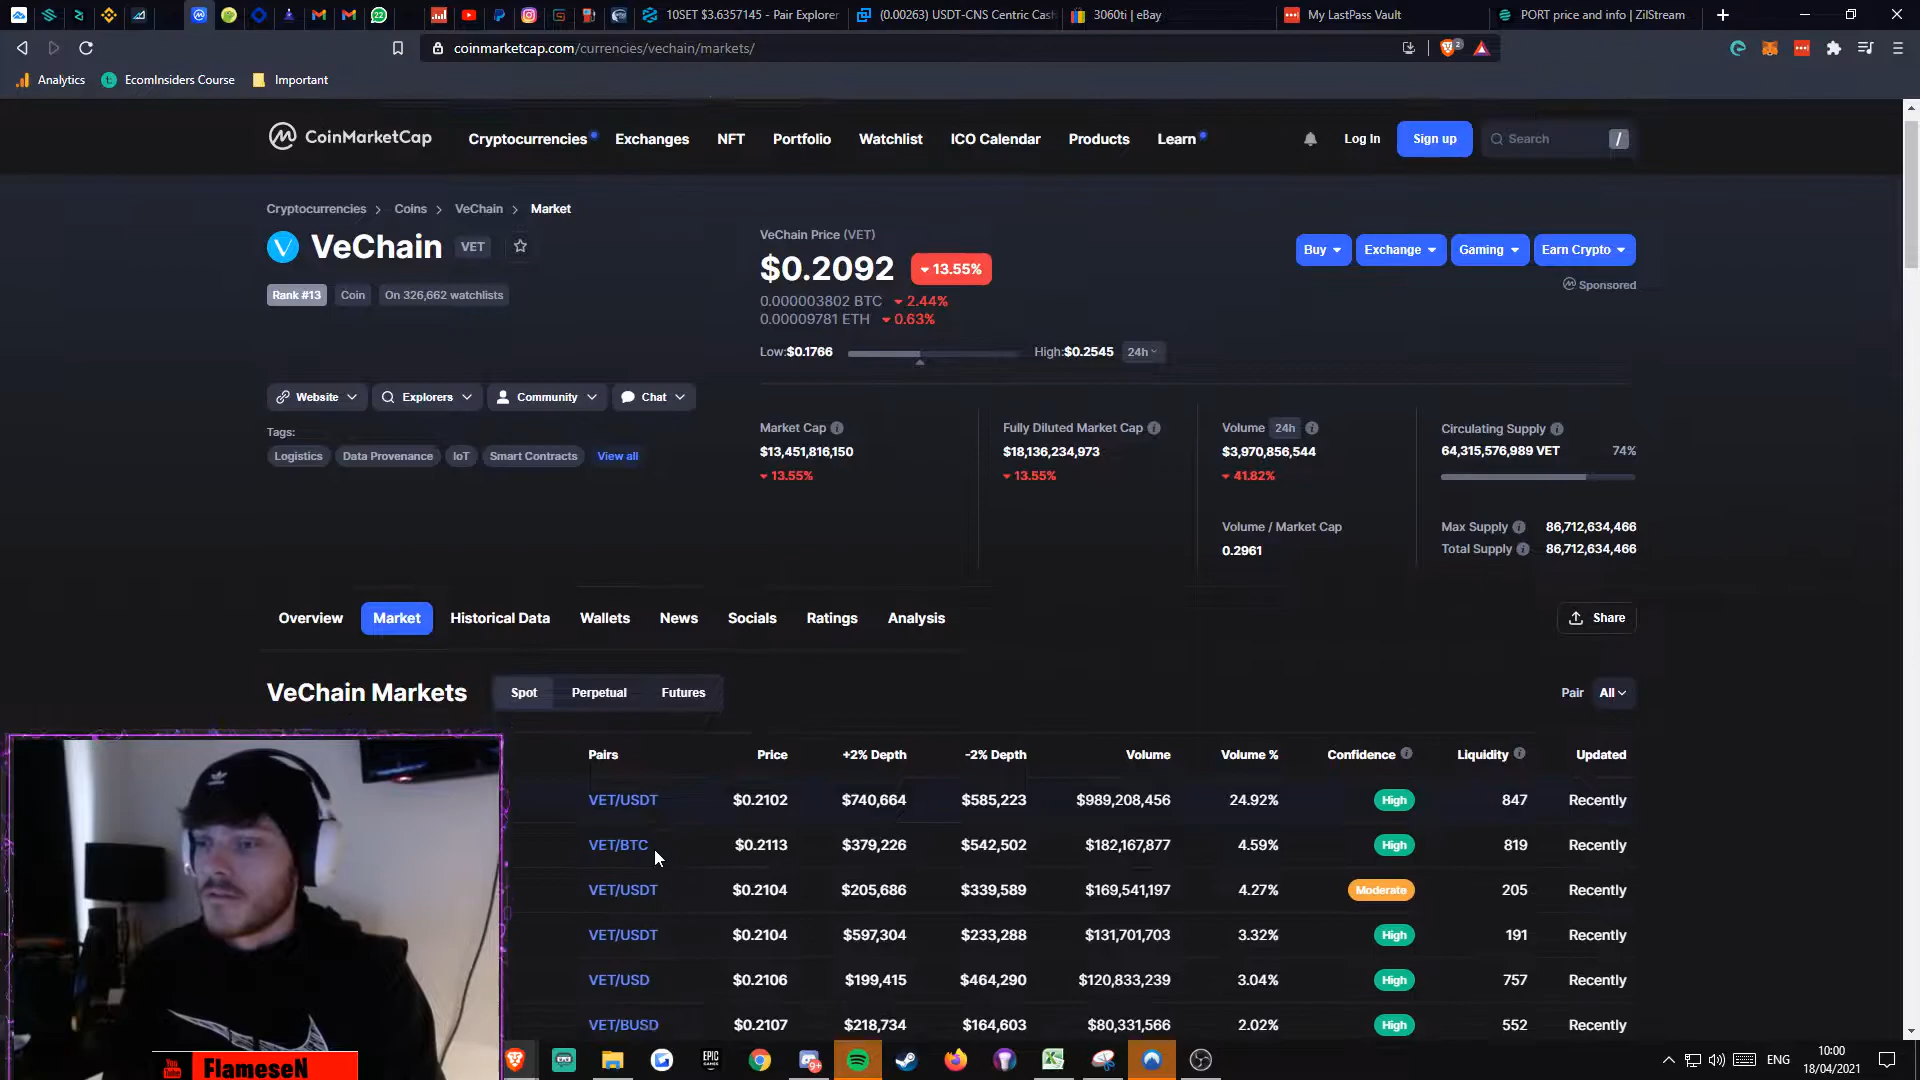 10SET $3.6357145 - Pair Explorer
(0.00263) USDT-CNS Centric Cas
3060ti | eBay
My LastPass Vault
PORT price and info | ZilStream
coinmarketcap.com/currencies/vechain/markets/
2
Analytics
EcomInsiders Course
Important
CoinMarketCap
Cryptocurrencies
Exchanges
NFT
Portfolio
Watchlist
ICO Calendar
Products
Learn
Log In
Sign up
Search
/
Cryptocurrencies > Coins > VeChain > Market
VeChain
VET
Rank #13
Coin
On 326,662 watchlists
VeChain Price (VET)
$0.2092
13.55%
0.000003802 BTC 2.44%
0.00009781 ETH 0.63%
Low:$0.1766
High:$0.2545
24h
Buy
Exchange
Gaming
Earn Crypto
Sponsored
Website
Explorers
Community
Chat
Tags:
Logistics
Data Provenance
IoT
Smart Contracts
View all
Market Cap
$13,451,816,150
13.55%
Fully Diluted Market Cap
$18,136,234,973
13.55%
Volume 24h
$3,970,856,544
41.82%
Volume / Market Cap
0.2961
Circulating Supply
64,315,576,989 VET 74%
Max Supply 86,712,634,466
Total Supply 86,712,634,466
Overview
Market
Historical Data
Wallets
News
Socials
Ratings
Analysis
Share
VeChain Markets
Spot
Perpetual
Futures
Pair
All
Pairs Price +2% Depth -2% Depth Volume Volume % Confidence Liquidity Updated
VET/USDT $0.2102 $740,664 $585,223 $989,208,456 24.92% High 847 Recently
VET/BTC $0.2113 $379,226 $542,502 $182,167,877 4.59% High 819 Recently
VET/USDT $0.2104 $205,686 $339,589 $169,541,197 4.27% Moderate 205 Recently
VET/USDT $0.2104 $597,304 $233,288 $131,701,703 3.32% High 191 Recently
VET/USD $0.2106 $199,415 $464,290 $120,833,239 3.04% High 757 Recently
VET/BUSD $0.2107 $218,734 $164,603 $80,331,566 2.02% High 552 Recently
FlameseN
EPIC
ENG
10:00
18/04/2021